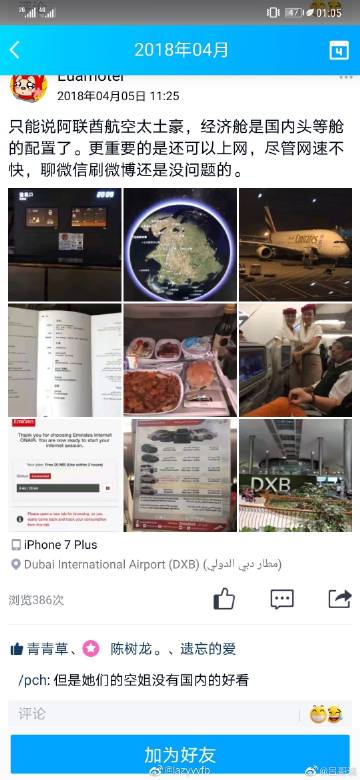 01:05
2018年04月
4
Luamotel
2018年04月05日 11:25
只能说阿联酋航空太土豪，经济舱是国内头等舱
的配置了。更重要的是还可以上网，尽管网速不
快，聊微信刷微博还是没问题的。
Emirates
Emirates
Thank you for choosing Emirates Internet
ONAIR. You are now ready to start your
internet session.
DXB
iPhone 7 Plus
Dubai International Airport (DXB) (مطار دبي الدولي)
浏览386次
青青草、 陈树龙。、遗忘的爱
/pch: 但是她们的空姐没有国内的好看
评论
加为好友
@lazyyyfb